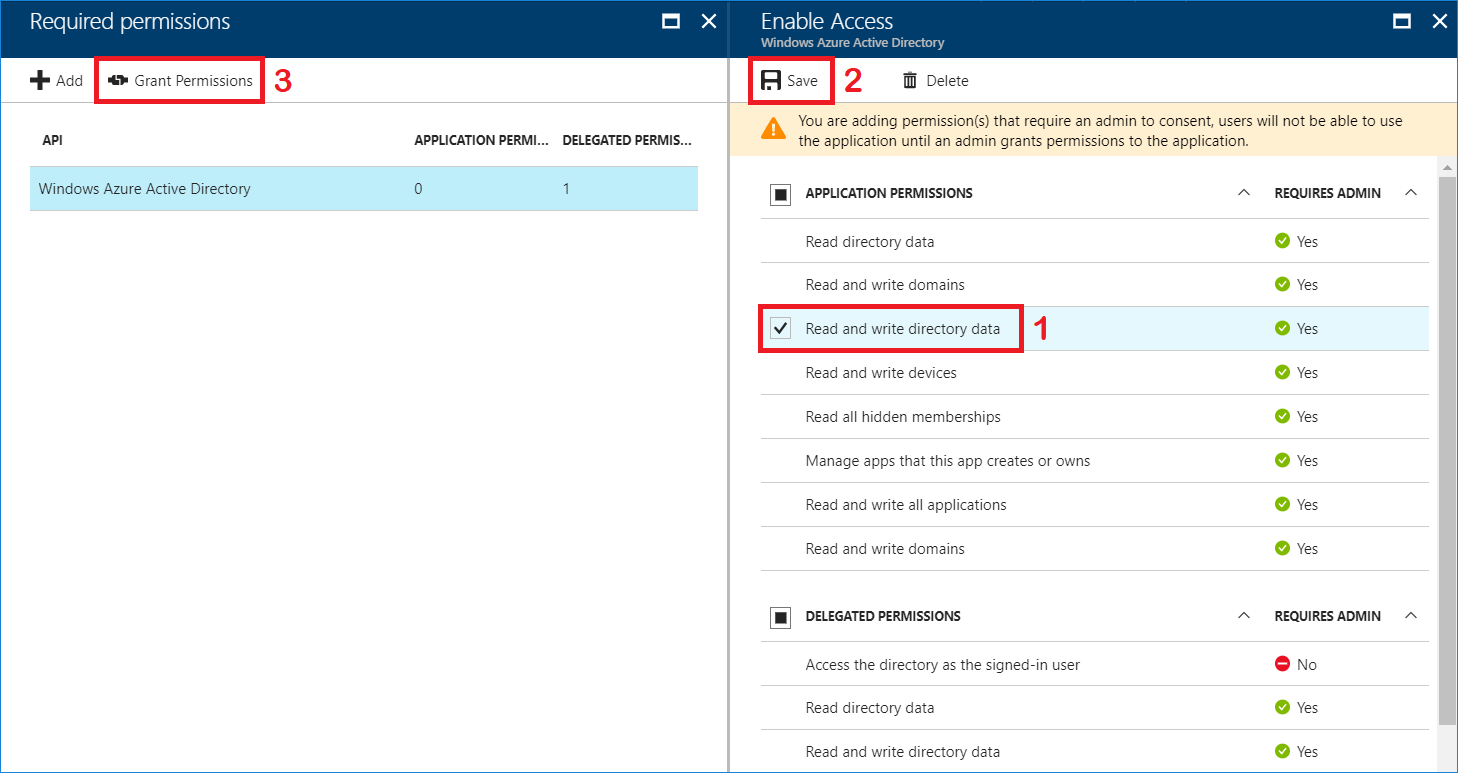 Required permissions
Add
Grant Permissions
3
API
APPLICATION PERMI...
DELEGATED PERMIS...
Windows Azure Active Directory
0
1
Enable Access
Windows Azure Active Directory
Save
2
Delete
You are adding permission(s) that require an admin to consent, users will not be able to use
the application until an admin grants permissions to the application.
APPLICATION PERMISSIONS
REQUIRES ADMIN
Read directory data
Yes
Read and write domains
Yes
Read and write directory data
1
Yes
Read and write devices
Yes
Read all hidden memberships
Yes
Manage apps that this app creates or owns
Yes
Read and write all applications
Yes
Read and write domains
Yes
DELEGATED PERMISSIONS
REQUIRES ADMIN
Access the directory as the signed-in user
No
Read directory data
Yes
Read and write directory data
Yes